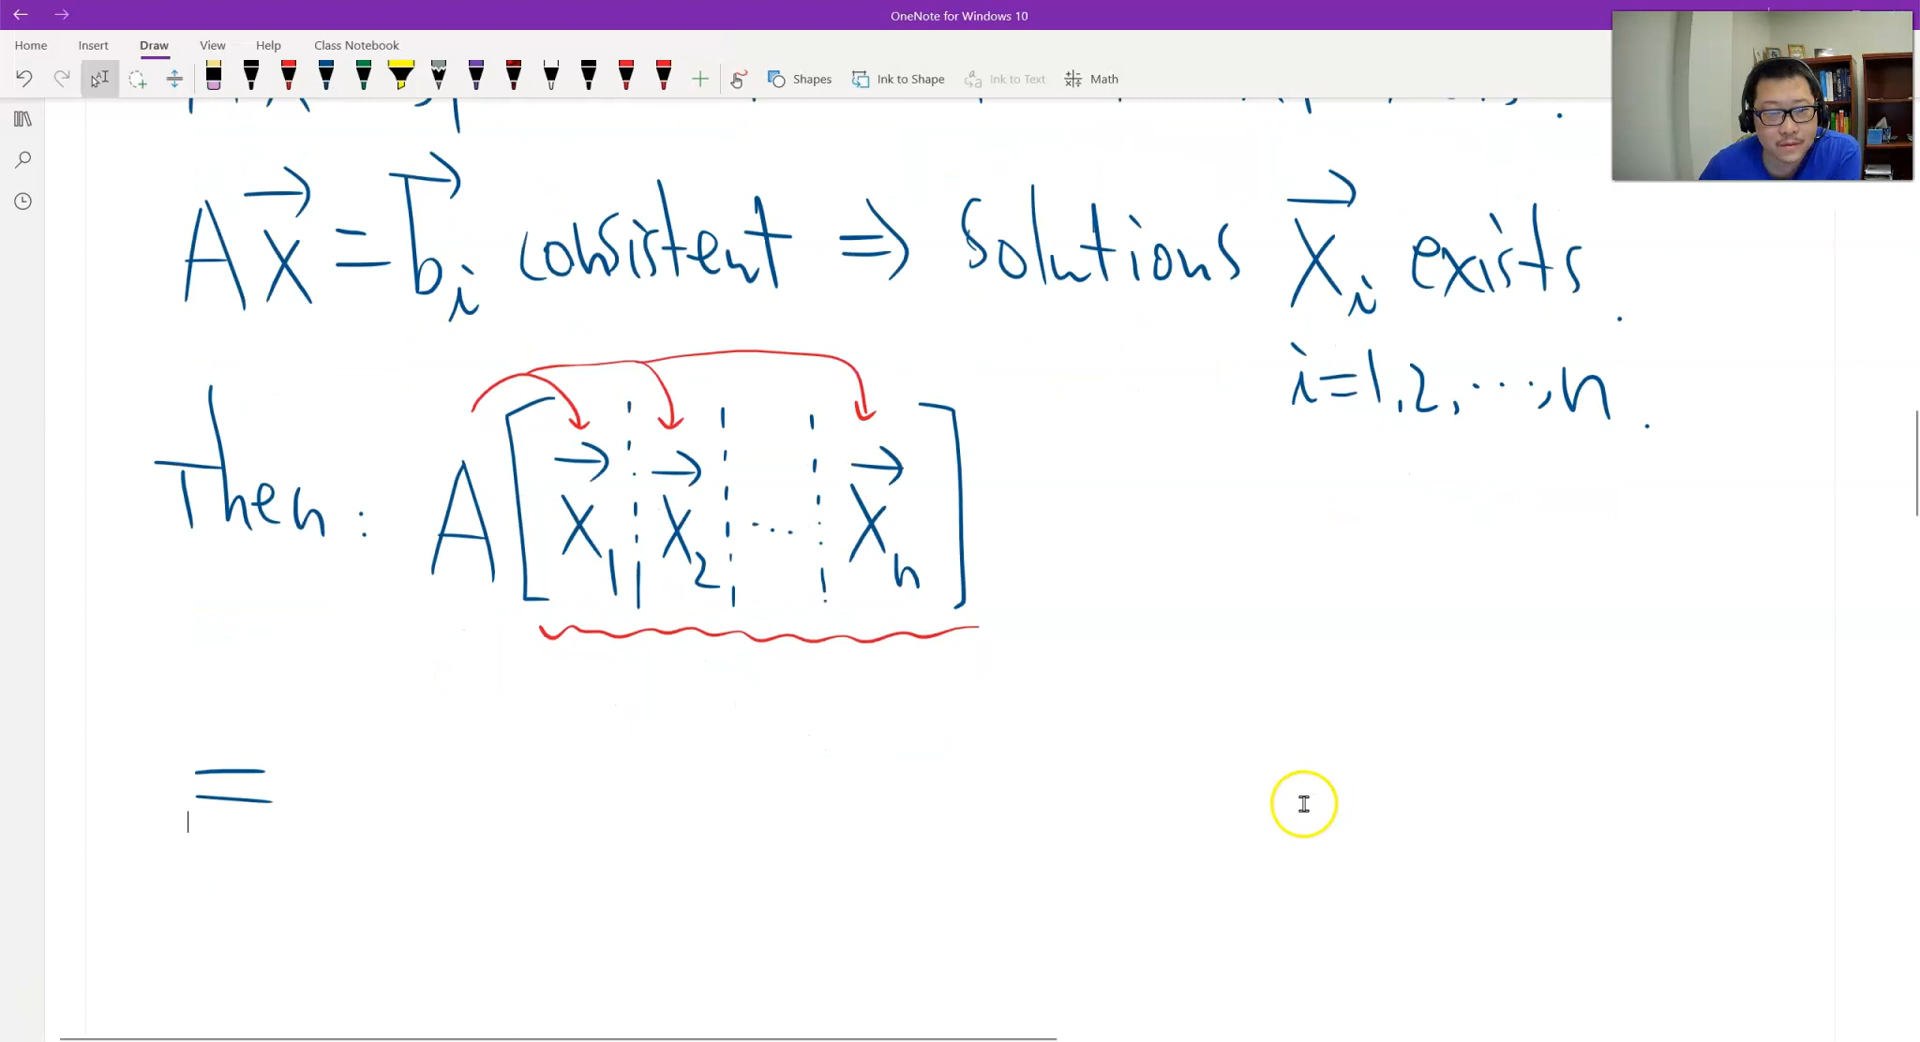 OneNote for Windows 10
Home Insert Draw View Help Class Notebook
Shapes Ink to Shape Ink to Text Math
A x⃗ = b⃗ᵢ consistent ⇒ solutions x⃗ᵢ exists.
i=1,2,⋯,n.
Then: A[x⃗₁ ⋮ x⃗₂ ⋮ ⋯ ⋮ x⃗ₙ]
=